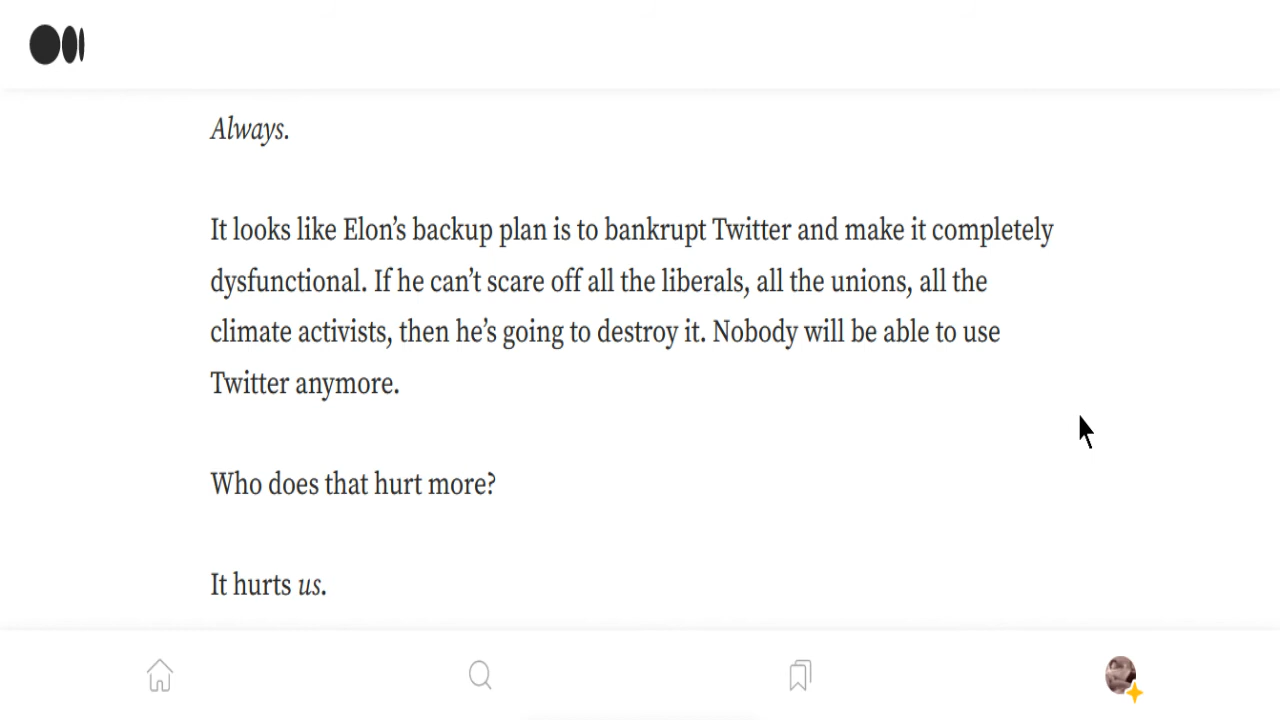 Always.
It looks like Elon’s backup plan is to bankrupt Twitter and make it completely
dysfunctional. If he can’t scare off all the liberals, all the unions, all the
climate activists, then he’s going to destroy it. Nobody will be able to use
Twitter anymore.
Who does that hurt more?
It hurts us.